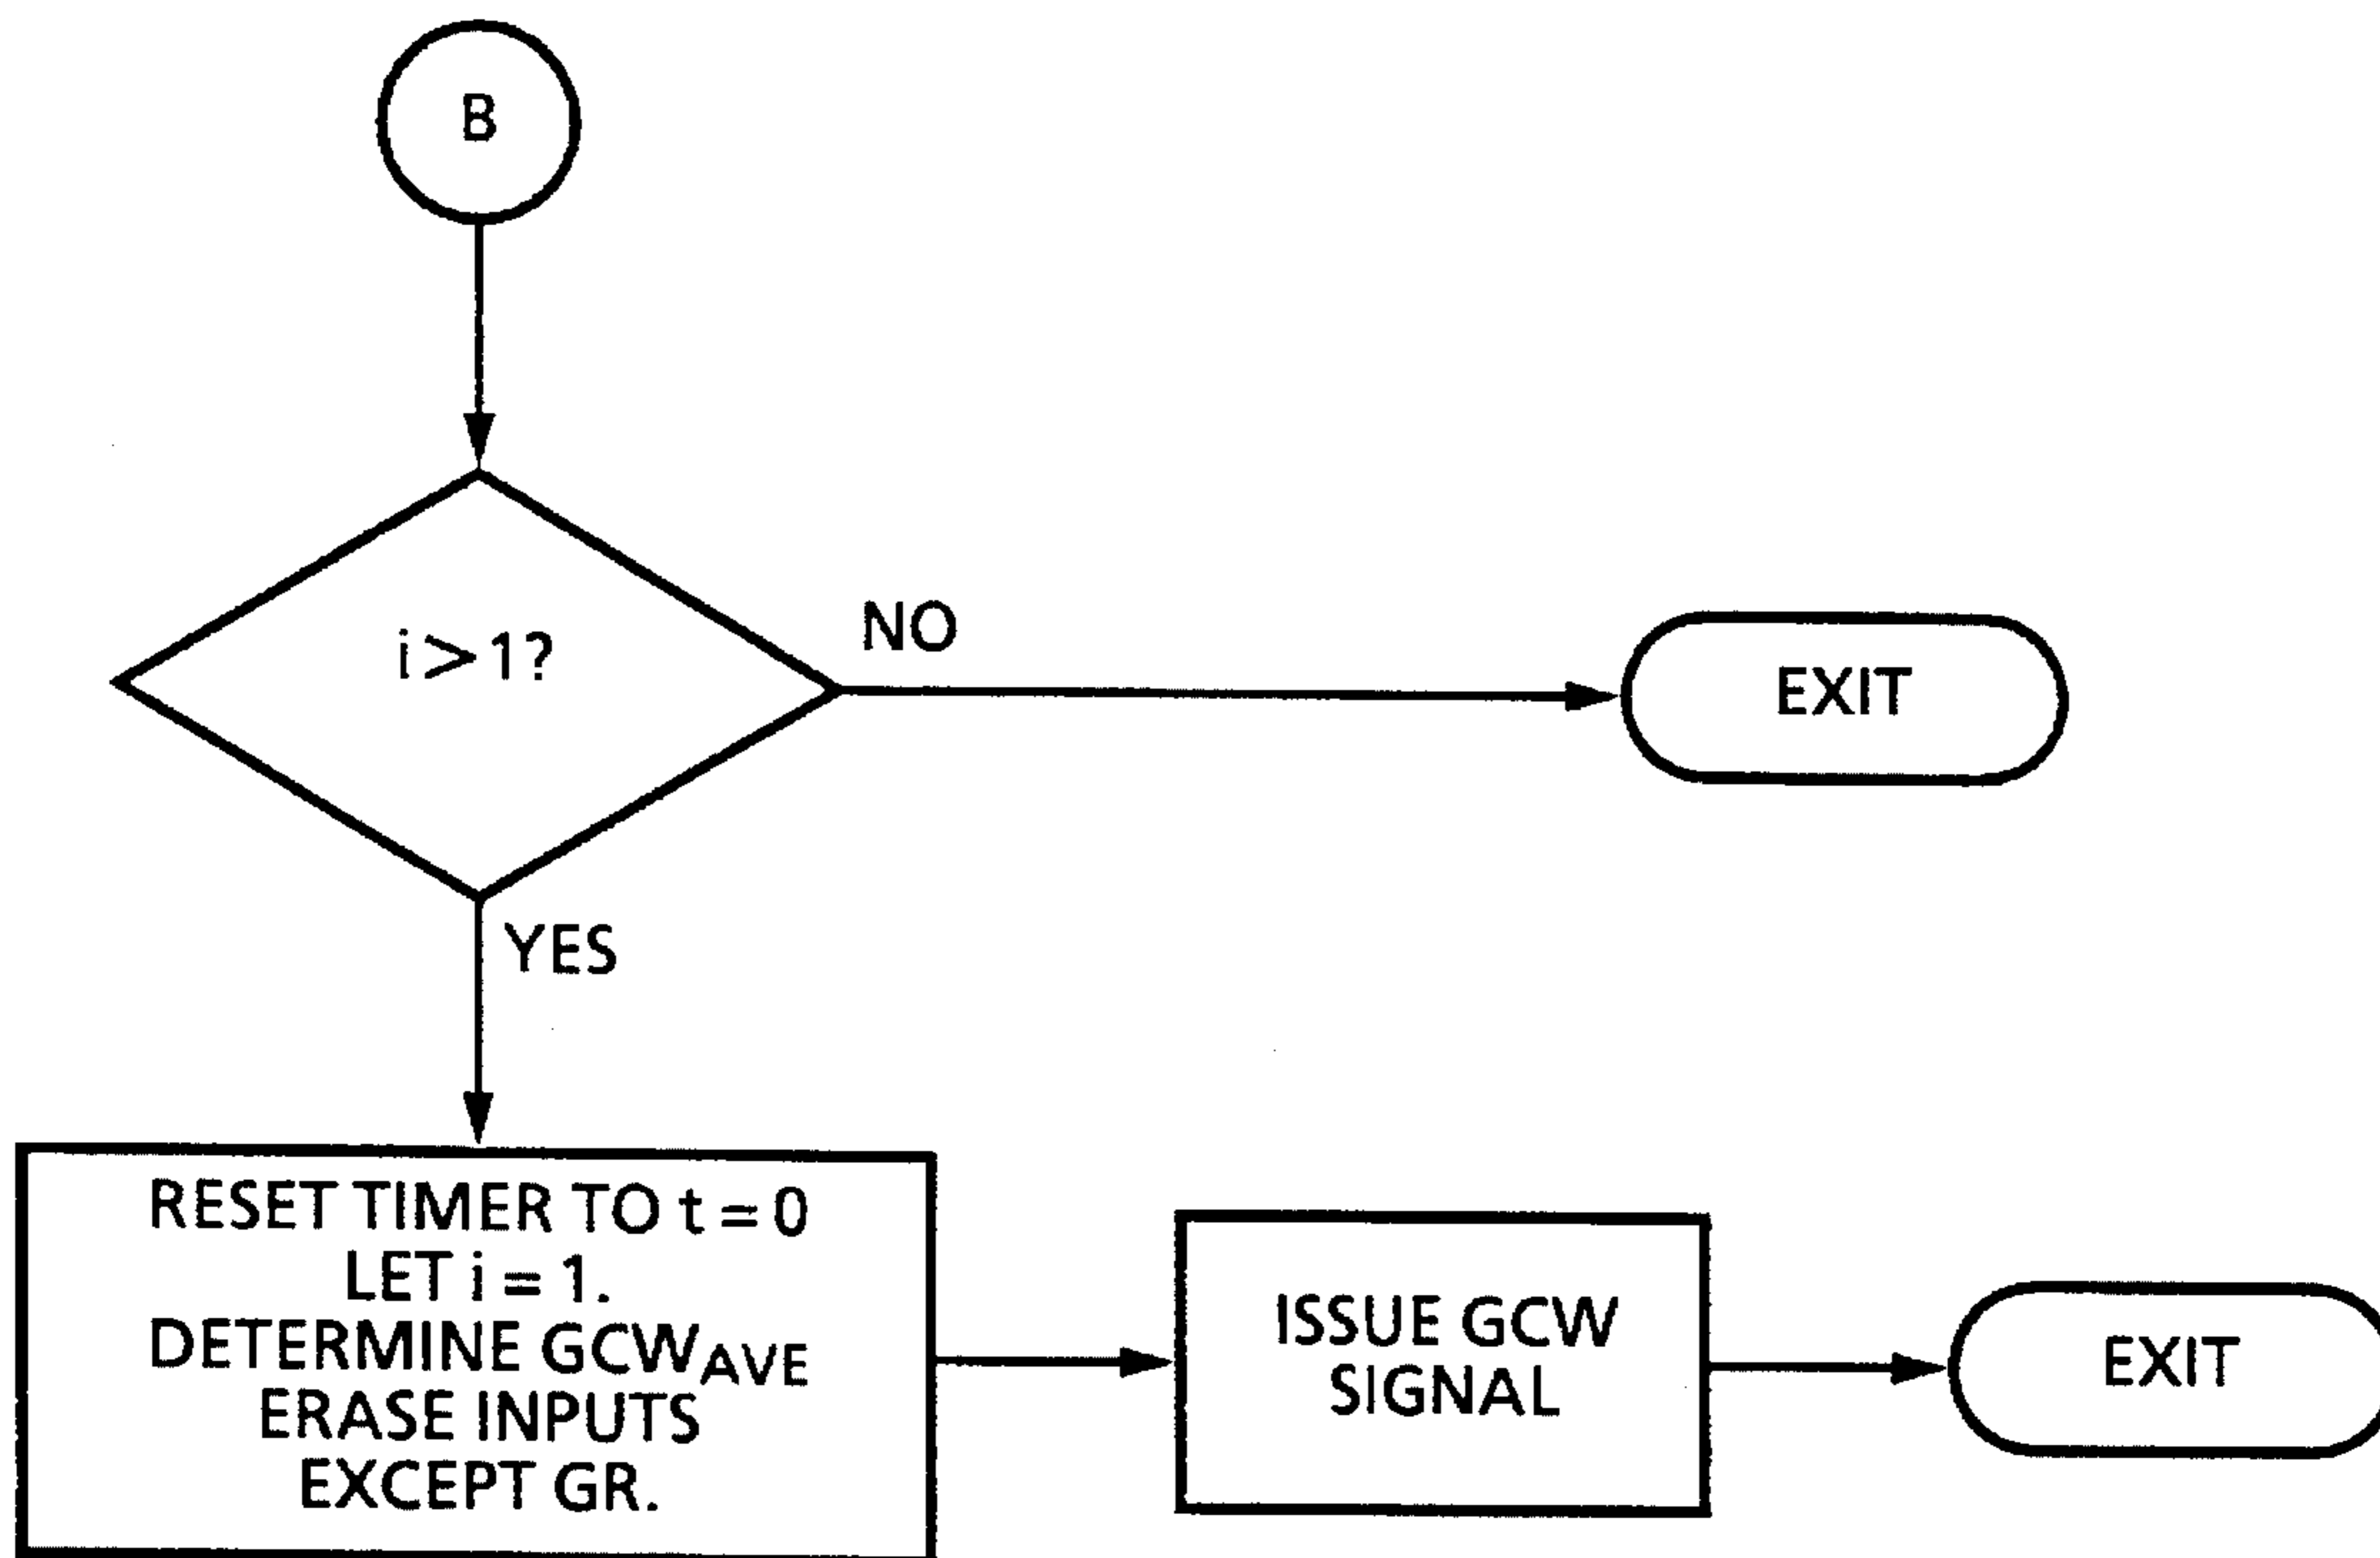 B
i > 1?
NO
EXIT
YES
RESET TIMER TO t = 0
LET i = 1.
DETERMINE GCWAVE
ERASE INPUTS
EXCEPT GR.
ISSUE GCW
SIGNAL
EXIT